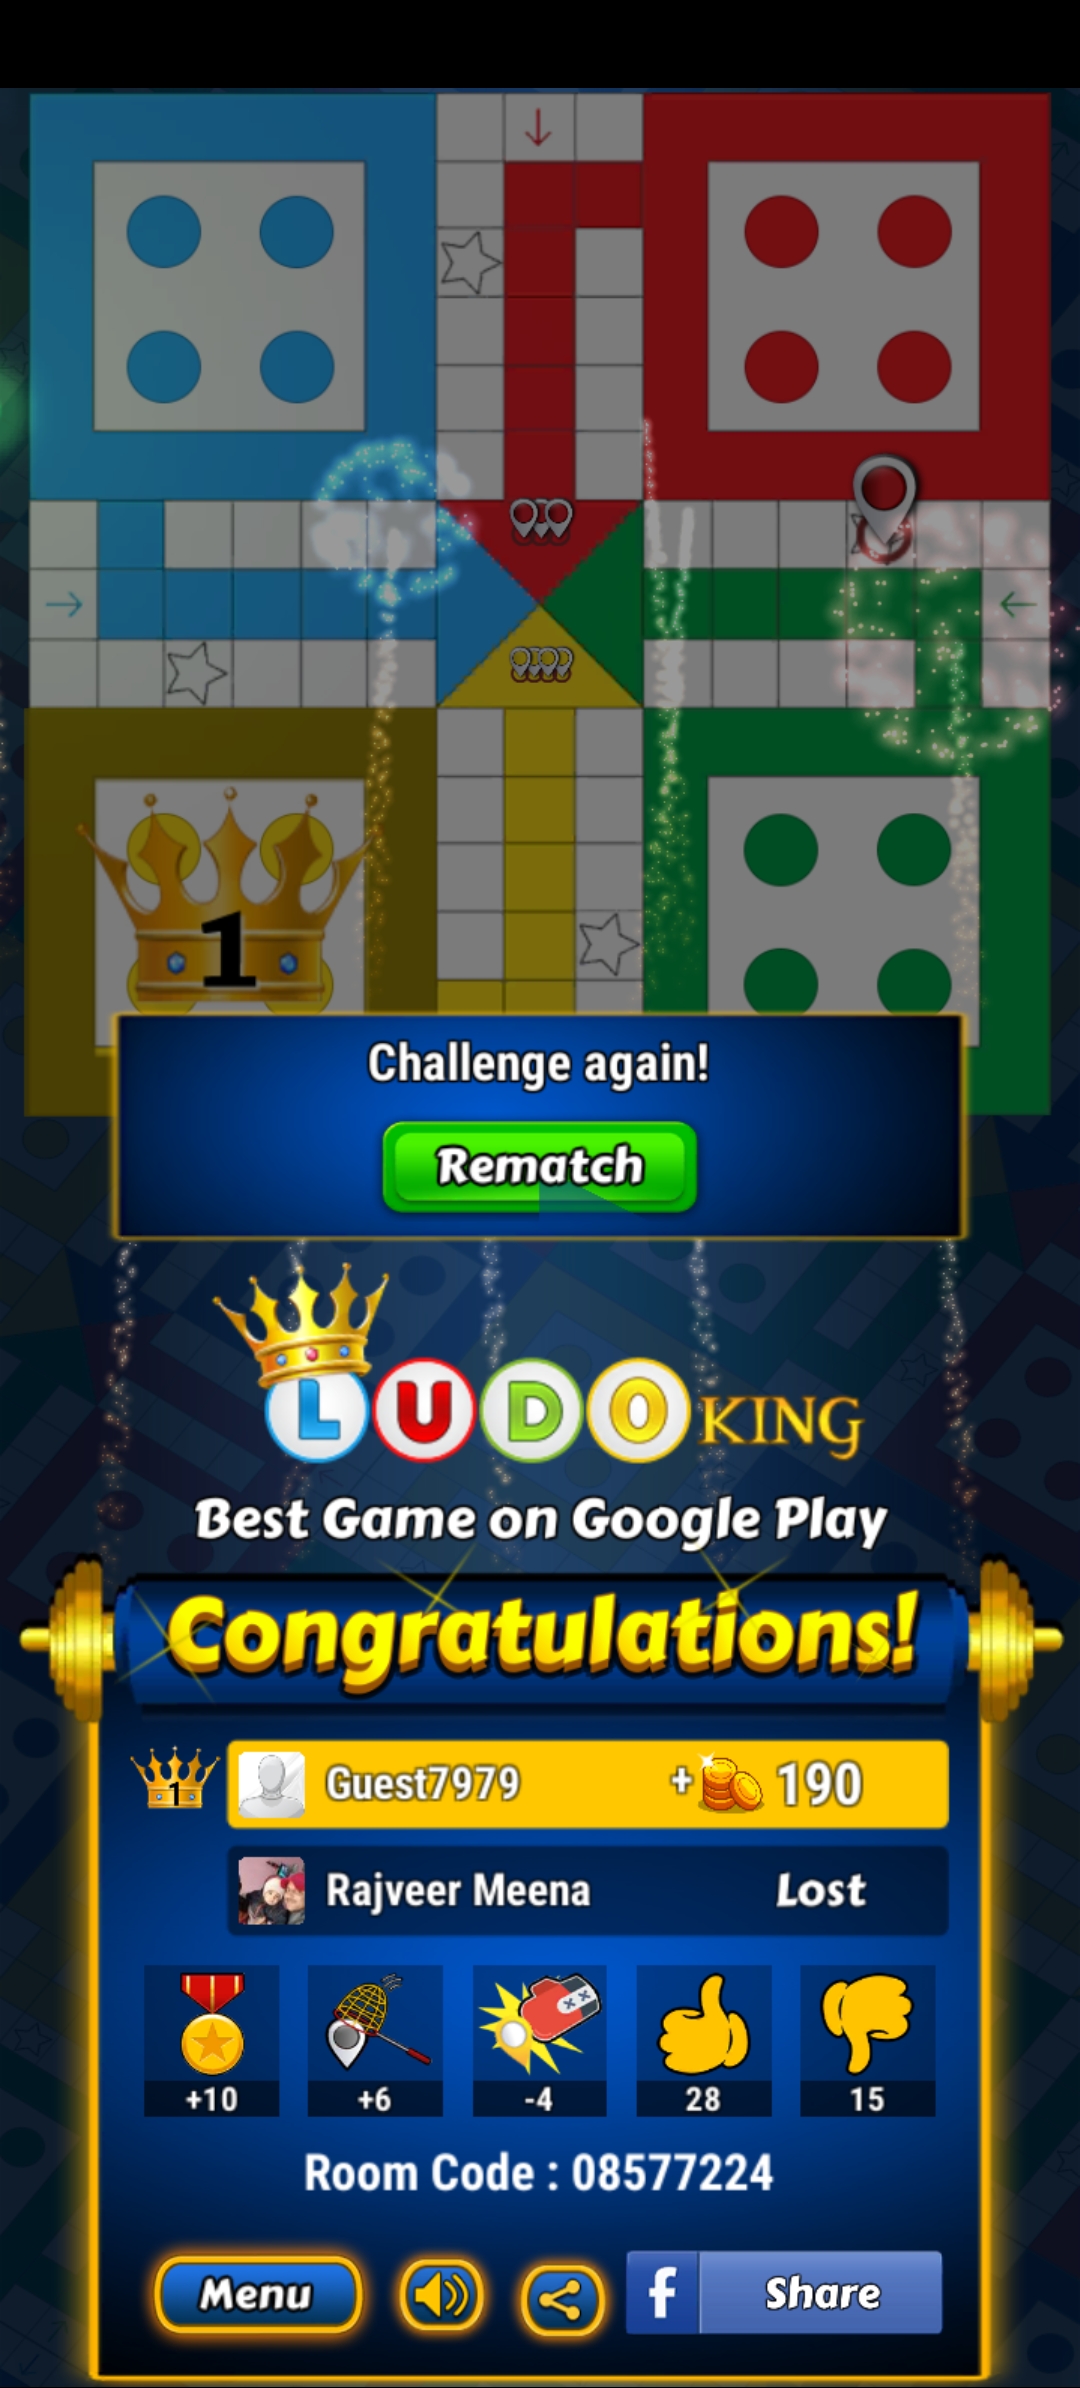 1
Challenge again!
Rematch
LUDO KING
Best Game on Google Play
Congratulations!
1 Guest7979 + 190
Rajveer Meena Lost
+10 +6 -4 28 15
Room Code : 08577224
Menu f Share